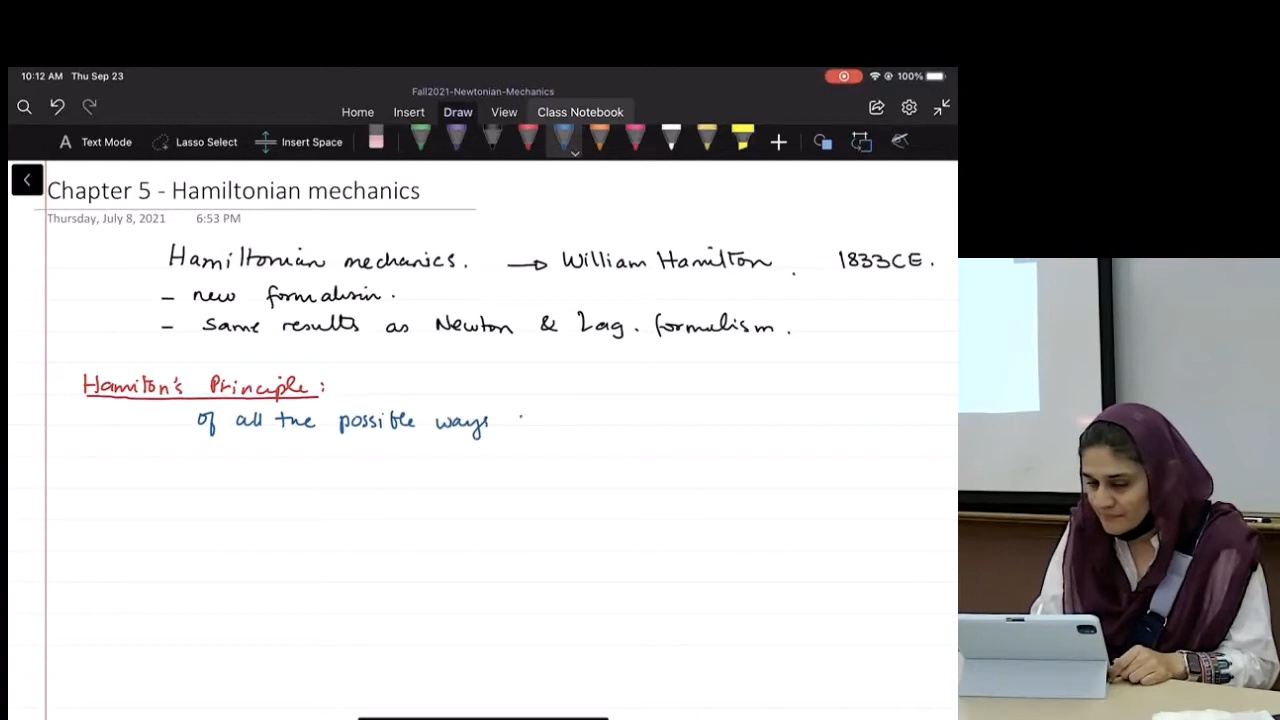 10:12 AM Thu Sep 23
100%
Fall2021-Newtonian-Mechanics
Home Insert Draw View Class Notebook
A Text Mode Lasso Select Insert Space
Chapter 5 - Hamiltonian mechanics
Thursday, July 8, 2021 6:53 PM
Hamiltonian mechanics. → William Hamilton. 1833CE.
- new formalism.
- Same results as Newton & Lag. formulism.
Hamilton's Principle:
of all the possible ways